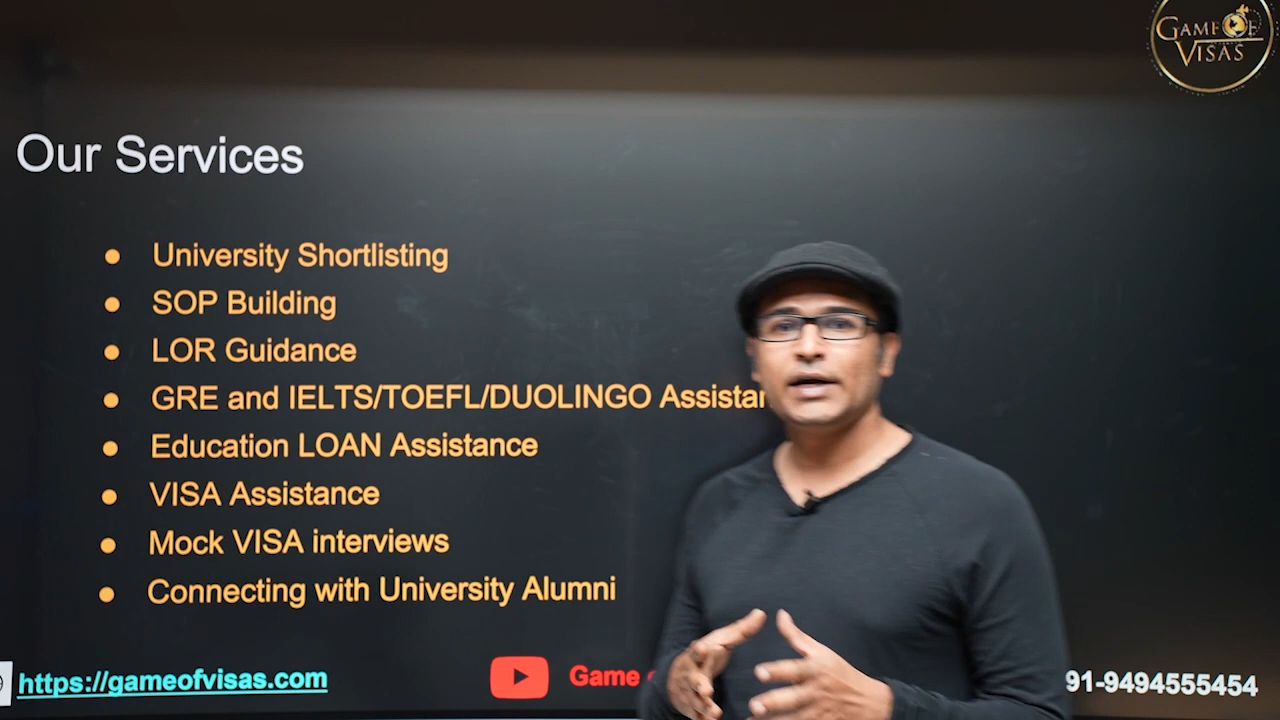 GAME OF
VISAS
Our Services
● University Shortlisting
● SOP Building
● LOR Guidance
● GRE and IELTS/TOEFL/DUOLINGO Assistan
● Education LOAN Assistance
● VISA Assistance
● Mock VISA interviews
● Connecting with University Alumni
https://gameofvisas.com
Game
91-9494555454